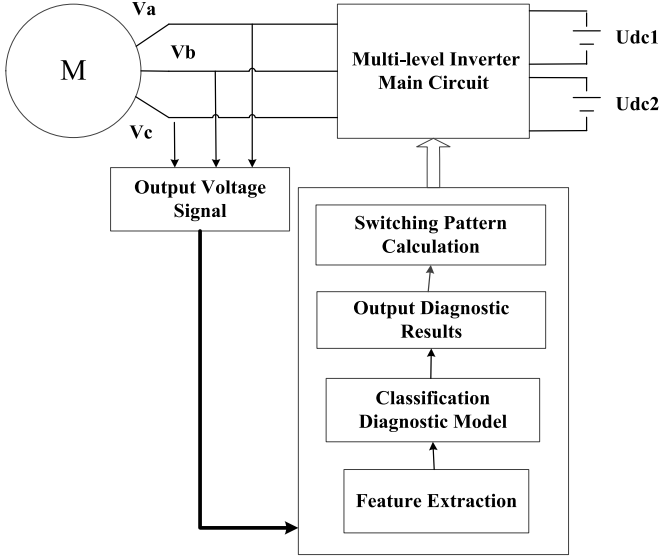 Va
Vb
Vc
M
Multi-level Inverter
Main Circuit
Udc1
Udc2
Output Voltage
Signal
Switching Pattern
Calculation
Output Diagnostic
Results
Classification
Diagnostic Model
Feature Extraction